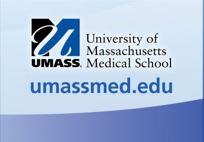 University of
Massachusetts
UMASS. Medical School
umassmed.edu